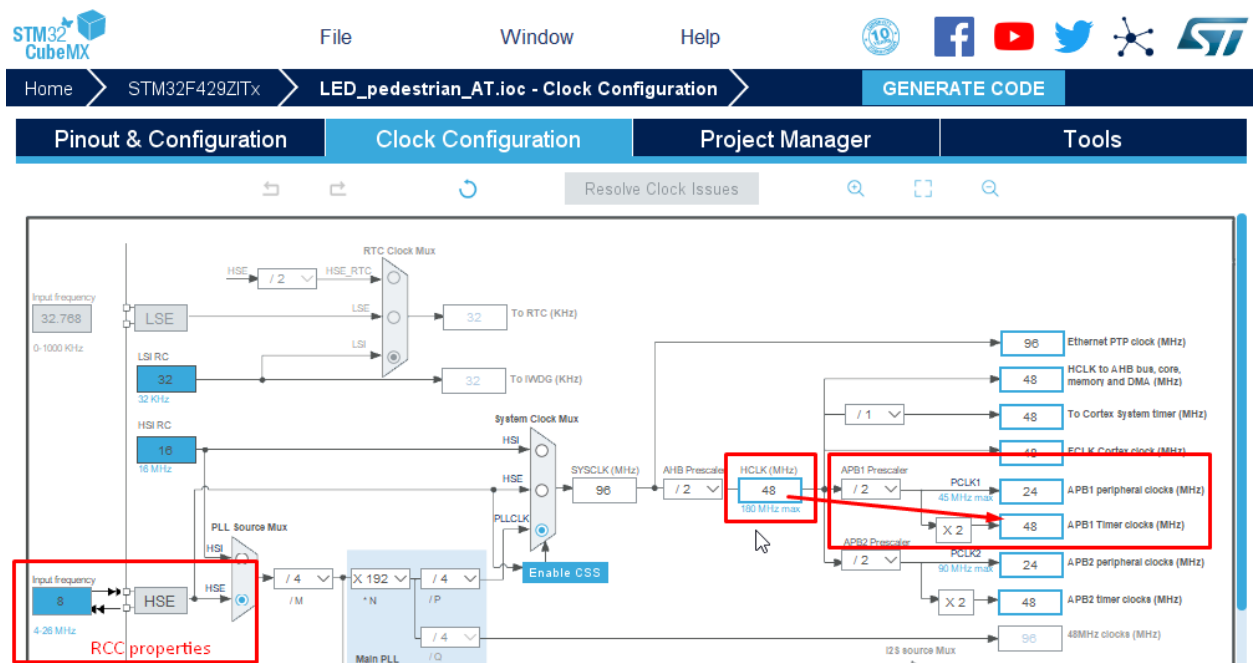 STM32
CubeMX
File
Window
Help
10
ST
Home
STM32F429ZITx
LED_pedestrian_AT.ioc - Clock Configuration
GENERATE CODE
Pinout & Configuration
Clock Configuration
Project Manager
Tools
Resolve Clock Issues
RTC Clock Mux
HSE
/ 2
HSE_RTC
Input frequency
32.768
LSE
LSE
32
To RTC (KHz)
0-1000 KHz
LSI RC
LSI
32
32
To IWDG (KHz)
32 KHz
HSI RC
16
16 MHz
System Clock Mux
HSI
HSE
PLLCLK
SYSCLK (MHz)
96
Enable CSS
AHB Prescaler
/ 2
HCLK (MHz)
48
180 MHz max
96
Ethernet PTP clock (MHz)
48
HCLK to AHB bus, core,
memory and DMA (MHz)
/ 1
48
To Cortex System timer (MHz)
48
FCLK Cortex clock (MHz)
APB1 Prescaler
/ 2
PCLK1
45 MHz max
24
APB1 peripheral clocks (MHz)
X 2
48
APB1 Timer clocks (MHz)
APB2 Prescaler
/ 2
PCLK2
90 MHz max
24
APB2 peripheral clocks (MHz)
X 2
48
APB2 timer clocks (MHz)
96
48MHz clocks (MHz)
PLL Source Mux
HSI
HSE
Input frequency
8
HSE
4-26 MHz
RCC properties
/ 4
/ M
X 192
* N
/ 4
/ P
/ 4
/ Q
Main PLL
I2S source Mux